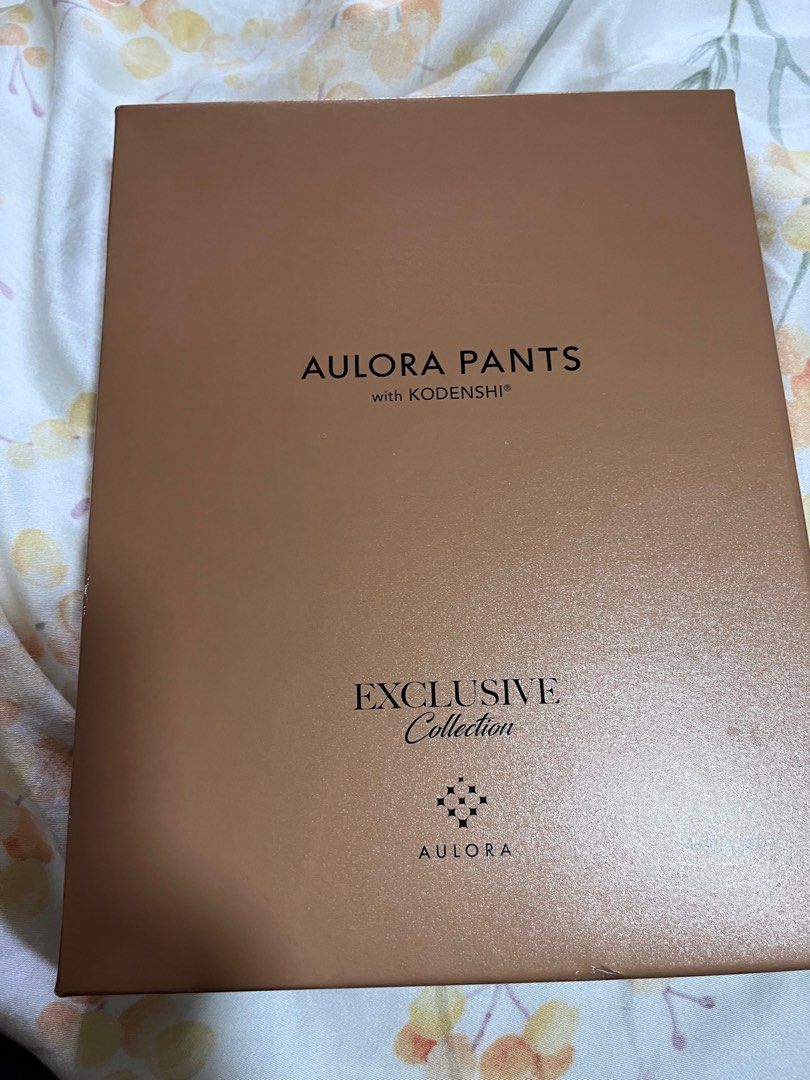 AULORA PANTS
with KODENSHI®
EXCLUSIVE
Collection
AULORA